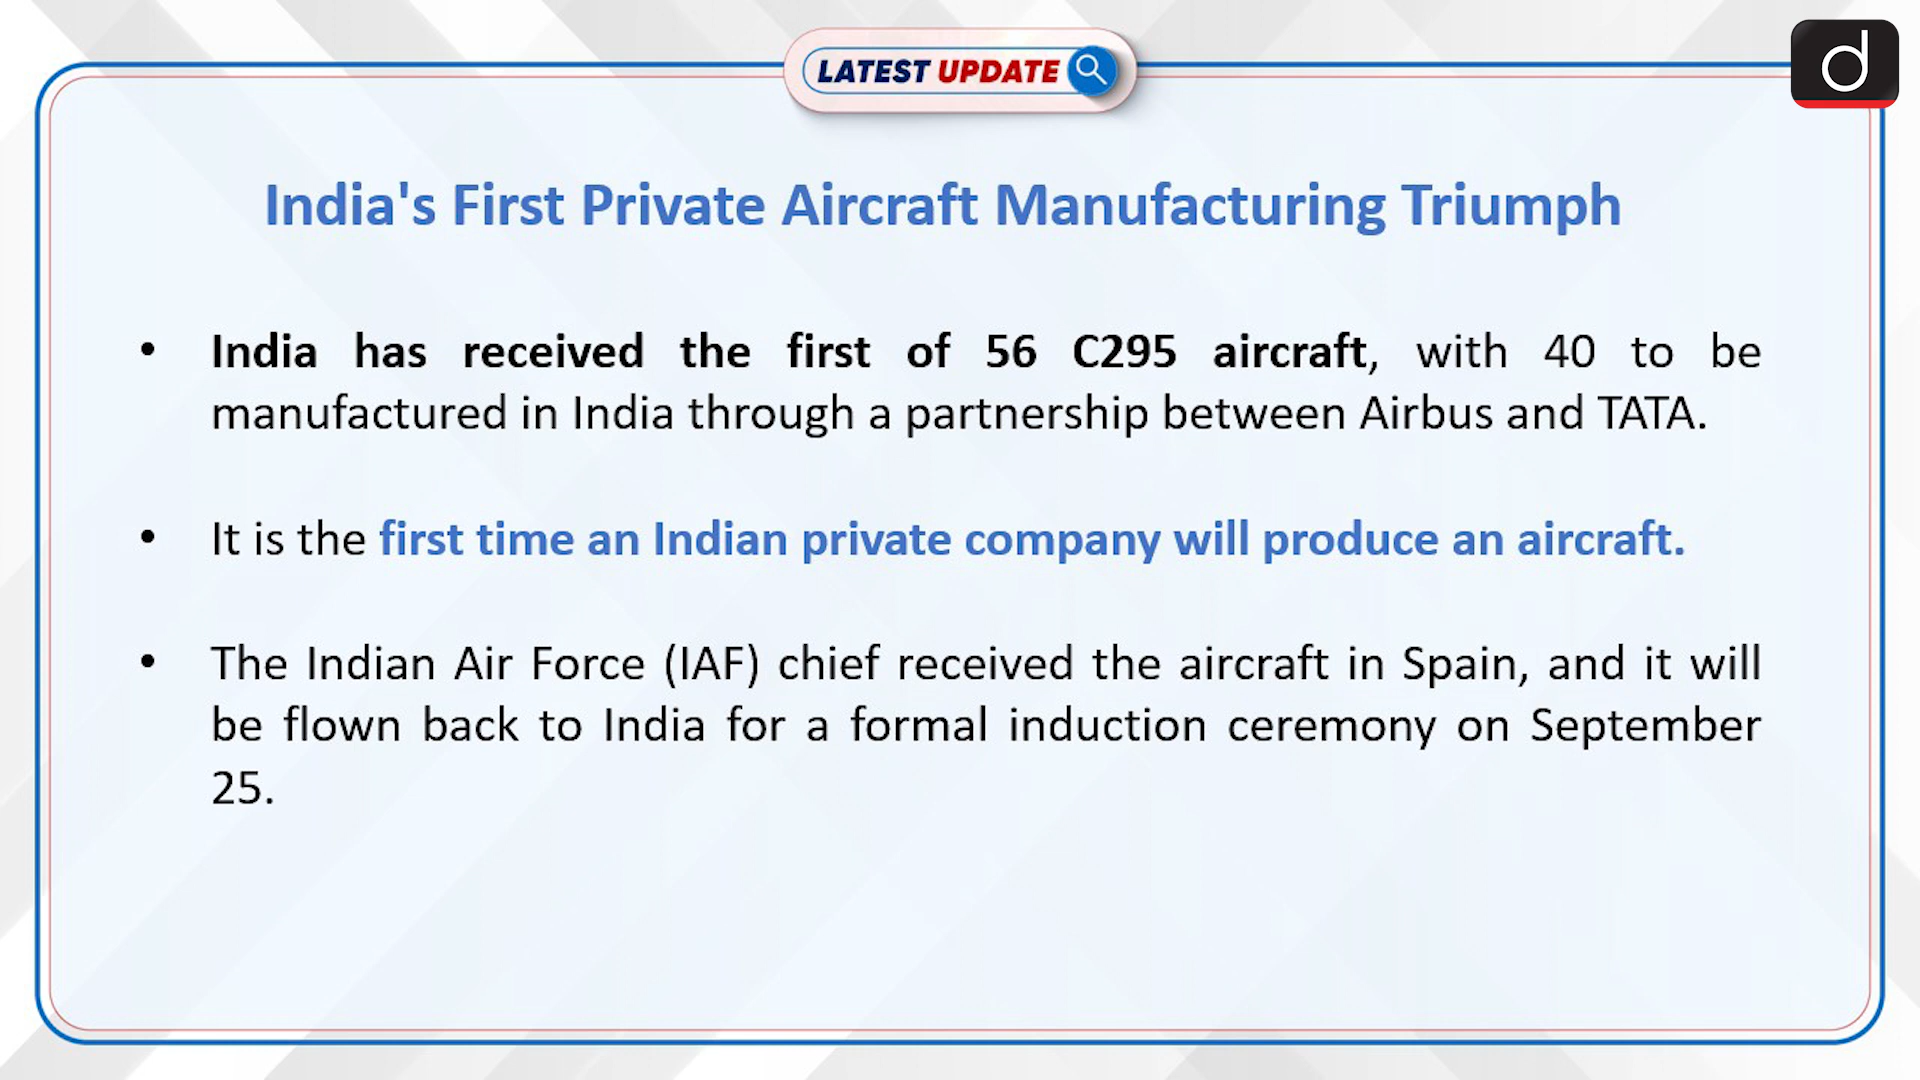 LATEST UPDATE
d
India's First Private Aircraft Manufacturing Triumph
• India has received the first of 56 C295 aircraft, with 40 to be
manufactured in India through a partnership between Airbus and TATA.
• It is the first time an Indian private company will produce an aircraft.
• The Indian Air Force (IAF) chief received the aircraft in Spain, and it will
be flown back to India for a formal induction ceremony on September
25.